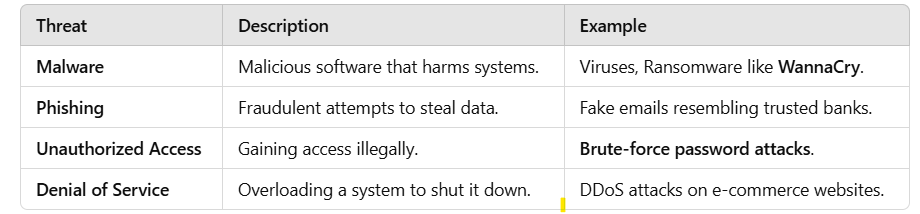 Threat Description Example
Malware Malicious software that harms systems. Viruses, Ransomware like WannaCry.
Phishing Fraudulent attempts to steal data. Fake emails resembling trusted banks.
Unauthorized Access Gaining access illegally. Brute-force password attacks.
Denial of Service Overloading a system to shut it down. DDoS attacks on e-commerce websites.